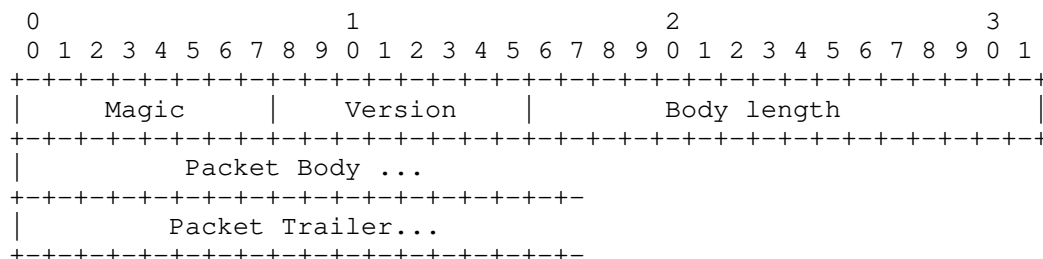 0                   1                   2                   3
 0 1 2 3 4 5 6 7 8 9 0 1 2 3 4 5 6 7 8 9 0 1 2 3 4 5 6 7 8 9 0 1
+-+-+-+-+-+-+-+-+-+-+-+-+-+-+-+-+-+-+-+-+-+-+-+-+-+-+-+-+-+-+-+-+
|     Magic     |    Version    |        Body length            |
+-+-+-+-+-+-+-+-+-+-+-+-+-+-+-+-+-+-+-+-+-+-+-+-+-+-+-+-+-+-+-+-+
|          Packet Body ...
+-+-+-+-+-+-+-+-+-+-+-+-+-+-+-+-+-+-
|         Packet Trailer...
+-+-+-+-+-+-+-+-+-+-+-+-+-+-+-+-+-+-